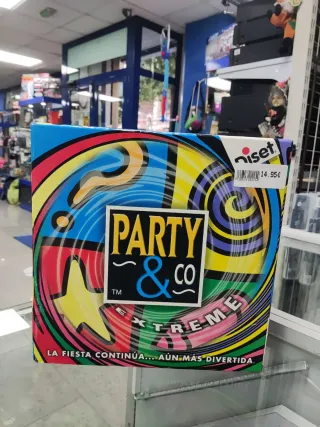 Diset
14.95€
PARTY
& CO
TM
EXTREME
LA FIESTA CONTINÚA... AÚN MÁS DIVERTIDA